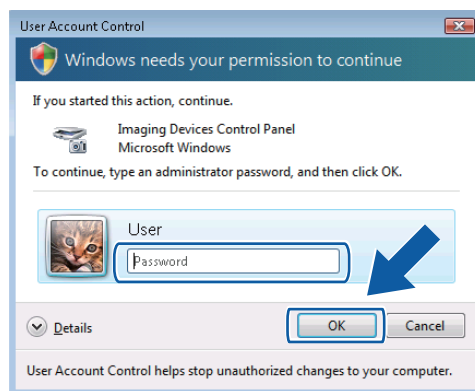 User Account Control
Windows needs your permission to continue
If you started this action, continue.
Imaging Devices Control Panel
Microsoft Windows
To continue, type an administrator password, and then click OK.
User
Password
Details
OK
Cancel
User Account Control helps stop unauthorized changes to your computer.